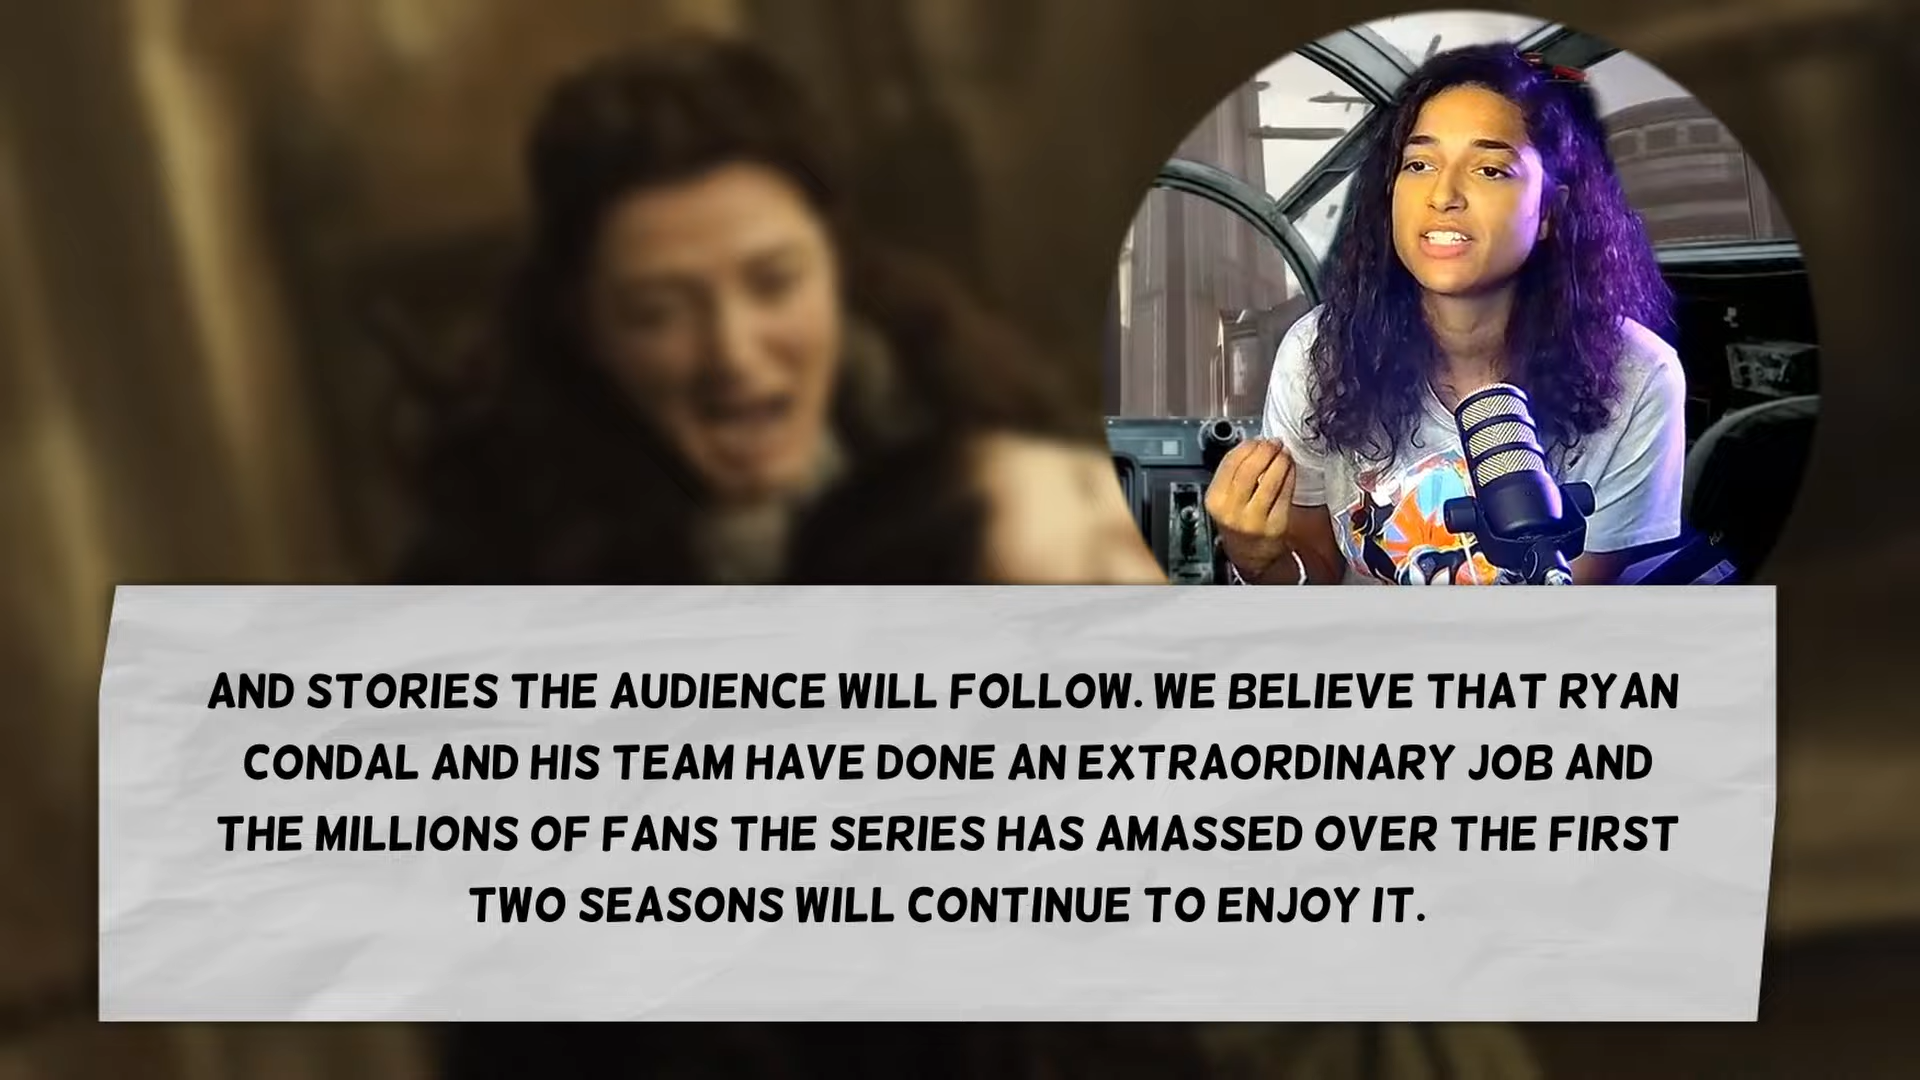 AND STORIES THE AUDIENCE WILL FOLLOW. WE BELIEVE THAT RYAN
CONDAL AND HIS TEAM HAVE DONE AN EXTRAORDINARY JOB AND
THE MILLIONS OF FANS THE SERIES HAS AMASSED OVER THE FIRST
TWO SEASONS WILL CONTINUE TO ENJOY IT.